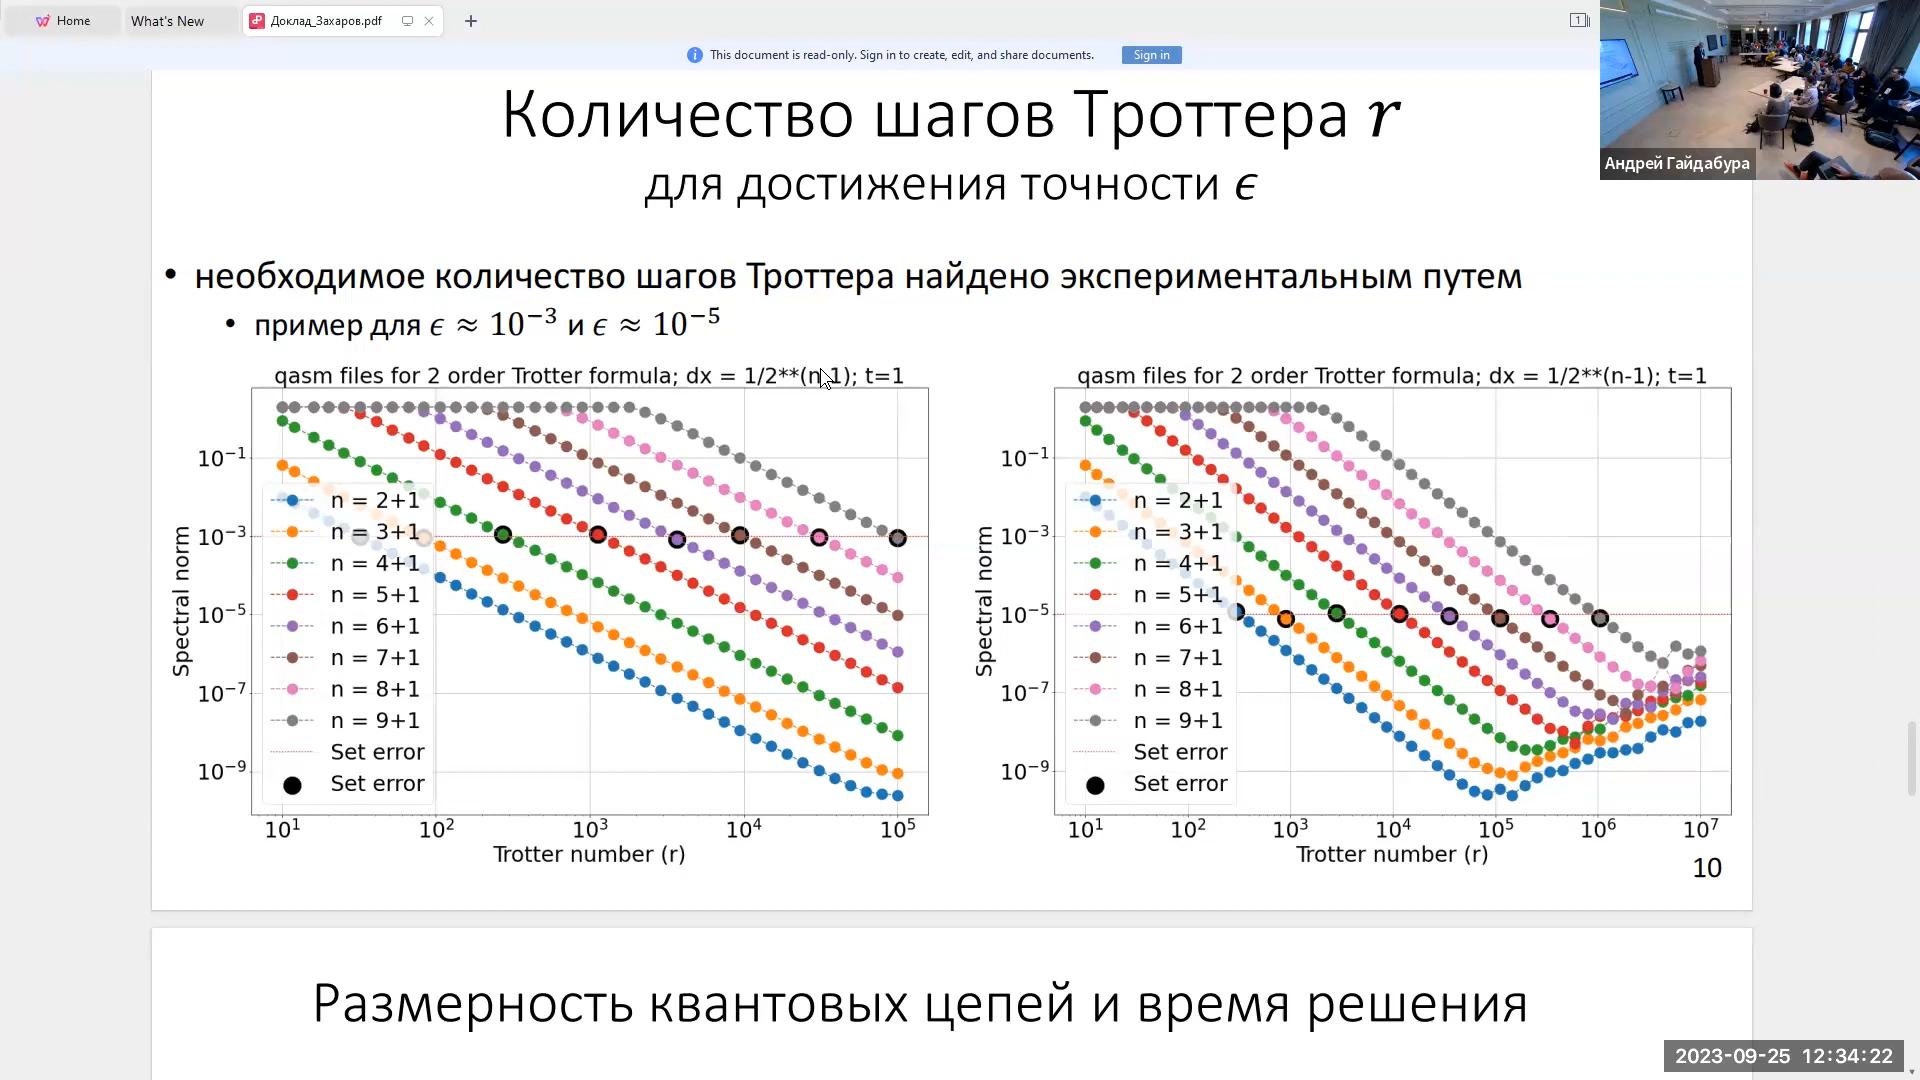 Home
What's New
Доклад_Захаров.pdf
1
This document is read-only. Sign in to create, edit, and share documents.
Sign in
Андрей Гайдабура
Количество шагов Троттера r
для достижения точности ϵ
• необходимое количество шагов Троттера найдено экспериментальным путем
• пример для ϵ ≈ 10⁻³ и ϵ ≈ 10⁻⁵
qasm files for 2 order Trotter formula; dx = 1/2**(n-1); t=1
Spectral norm
10⁻¹
10⁻³
10⁻⁵
10⁻⁷
10⁻⁹
n = 2+1
n = 3+1
n = 4+1
n = 5+1
n = 6+1
n = 7+1
n = 8+1
n = 9+1
Set error
Set error
10¹ 10² 10³ 10⁴ 10⁵
Trotter number (r)
qasm files for 2 order Trotter formula; dx = 1/2**(n-1); t=1
Spectral norm
10⁻¹
10⁻³
10⁻⁵
10⁻⁷
10⁻⁹
n = 2+1
n = 3+1
n = 4+1
n = 5+1
n = 6+1
n = 7+1
n = 8+1
n = 9+1
Set error
Set error
10¹ 10² 10³ 10⁴ 10⁵ 10⁶ 10⁷
Trotter number (r)
10
Размерность квантовых цепей и время решения
2023-09-25 12:34:22